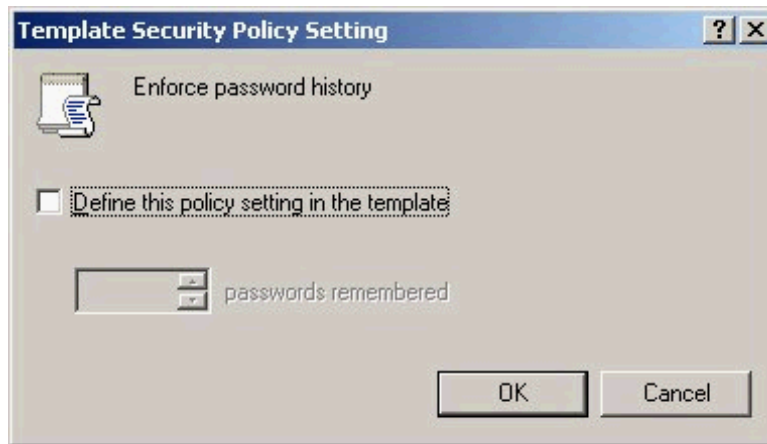 Template Security Policy Setting
Enforce password history
Define this policy setting in the template
passwords remembered
OK
Cancel